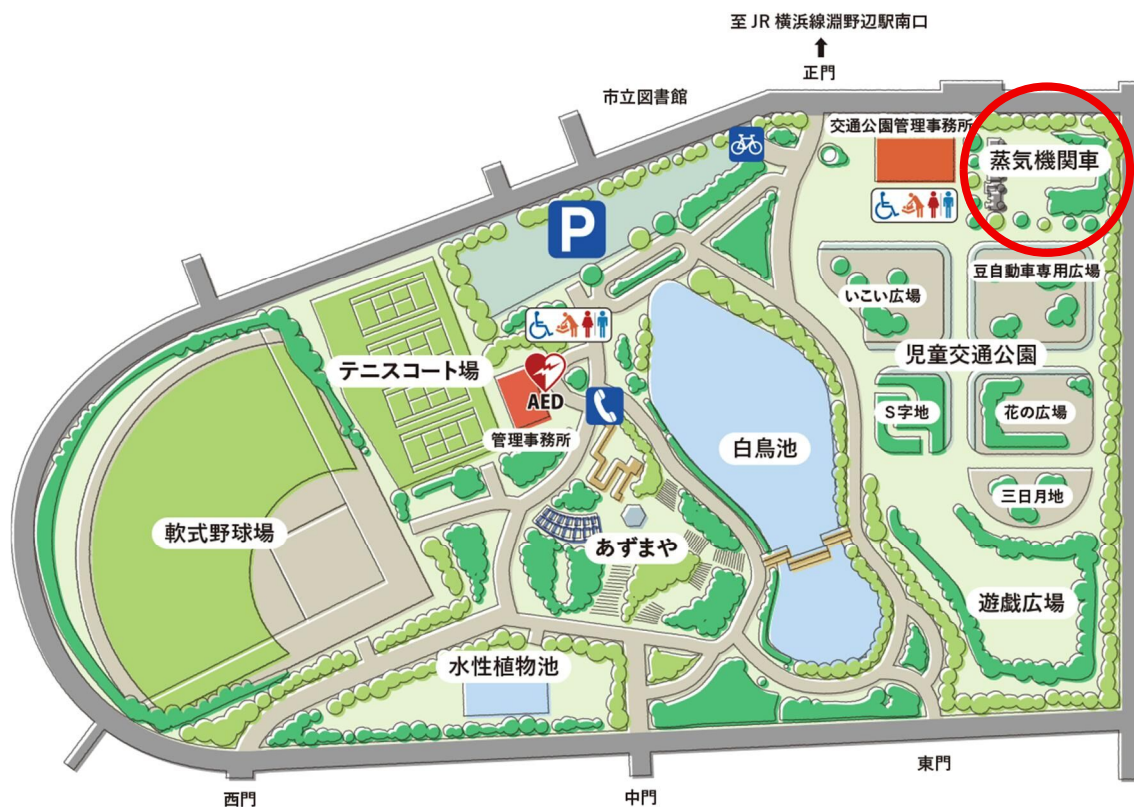 至 JR 横浜線淵野辺駅南口
正門
市立図書館
交通公園管理事務所
蒸気機関車
P
豆自動車専用広場
いこい広場
児童交通公園
テニスコート場
AED
S字地
花の広場
管理事務所
白鳥池
三日月地
軟式野球場
あずまや
遊戯広場
水性植物池
東門
西門
中門